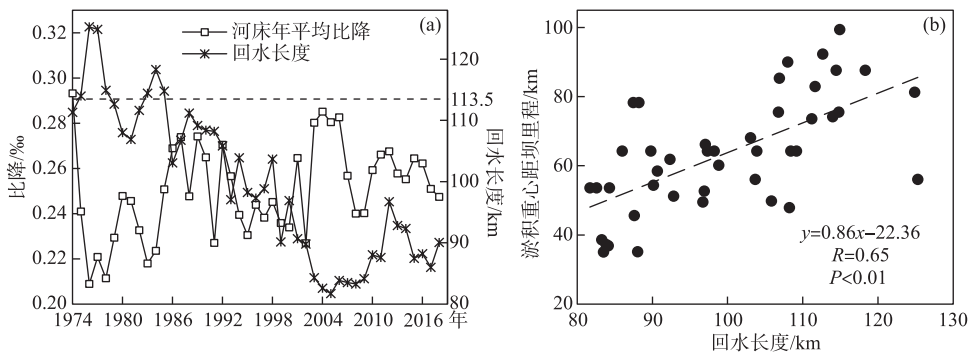 (a)
河床年平均比降
回水长度
0.32
0.30
0.28
0.26
0.24
0.22
0.20
比降/‰
120
113.5
110
100
90
80
回水长度/km
1974 1980 1986 1992 1998 2004 2010 2016 年
(b)
100
80
60
40
20
淤积重心距坝里程/km
y=0.86x−22.36
R=0.65
P<0.01
80 90 100 110 120 130
回水长度/km